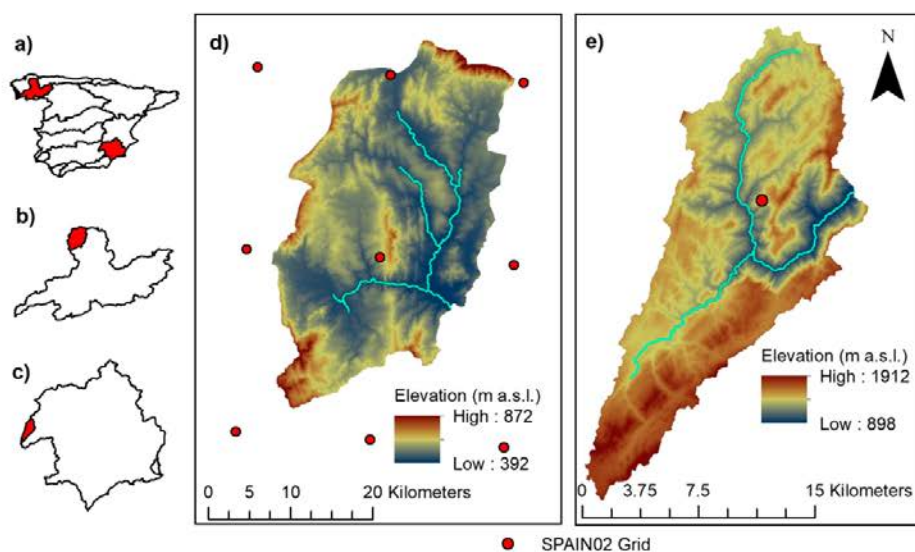 a)
b)
c)
d)
Elevation (m a.s.l.)
High : 872
Low : 392
0 5 10 20 Kilometers
e)
N
Elevation (m a.s.l.)
High : 1912
Low : 898
0 3.75 7.5 15 Kilometers
SPAIN02 Grid